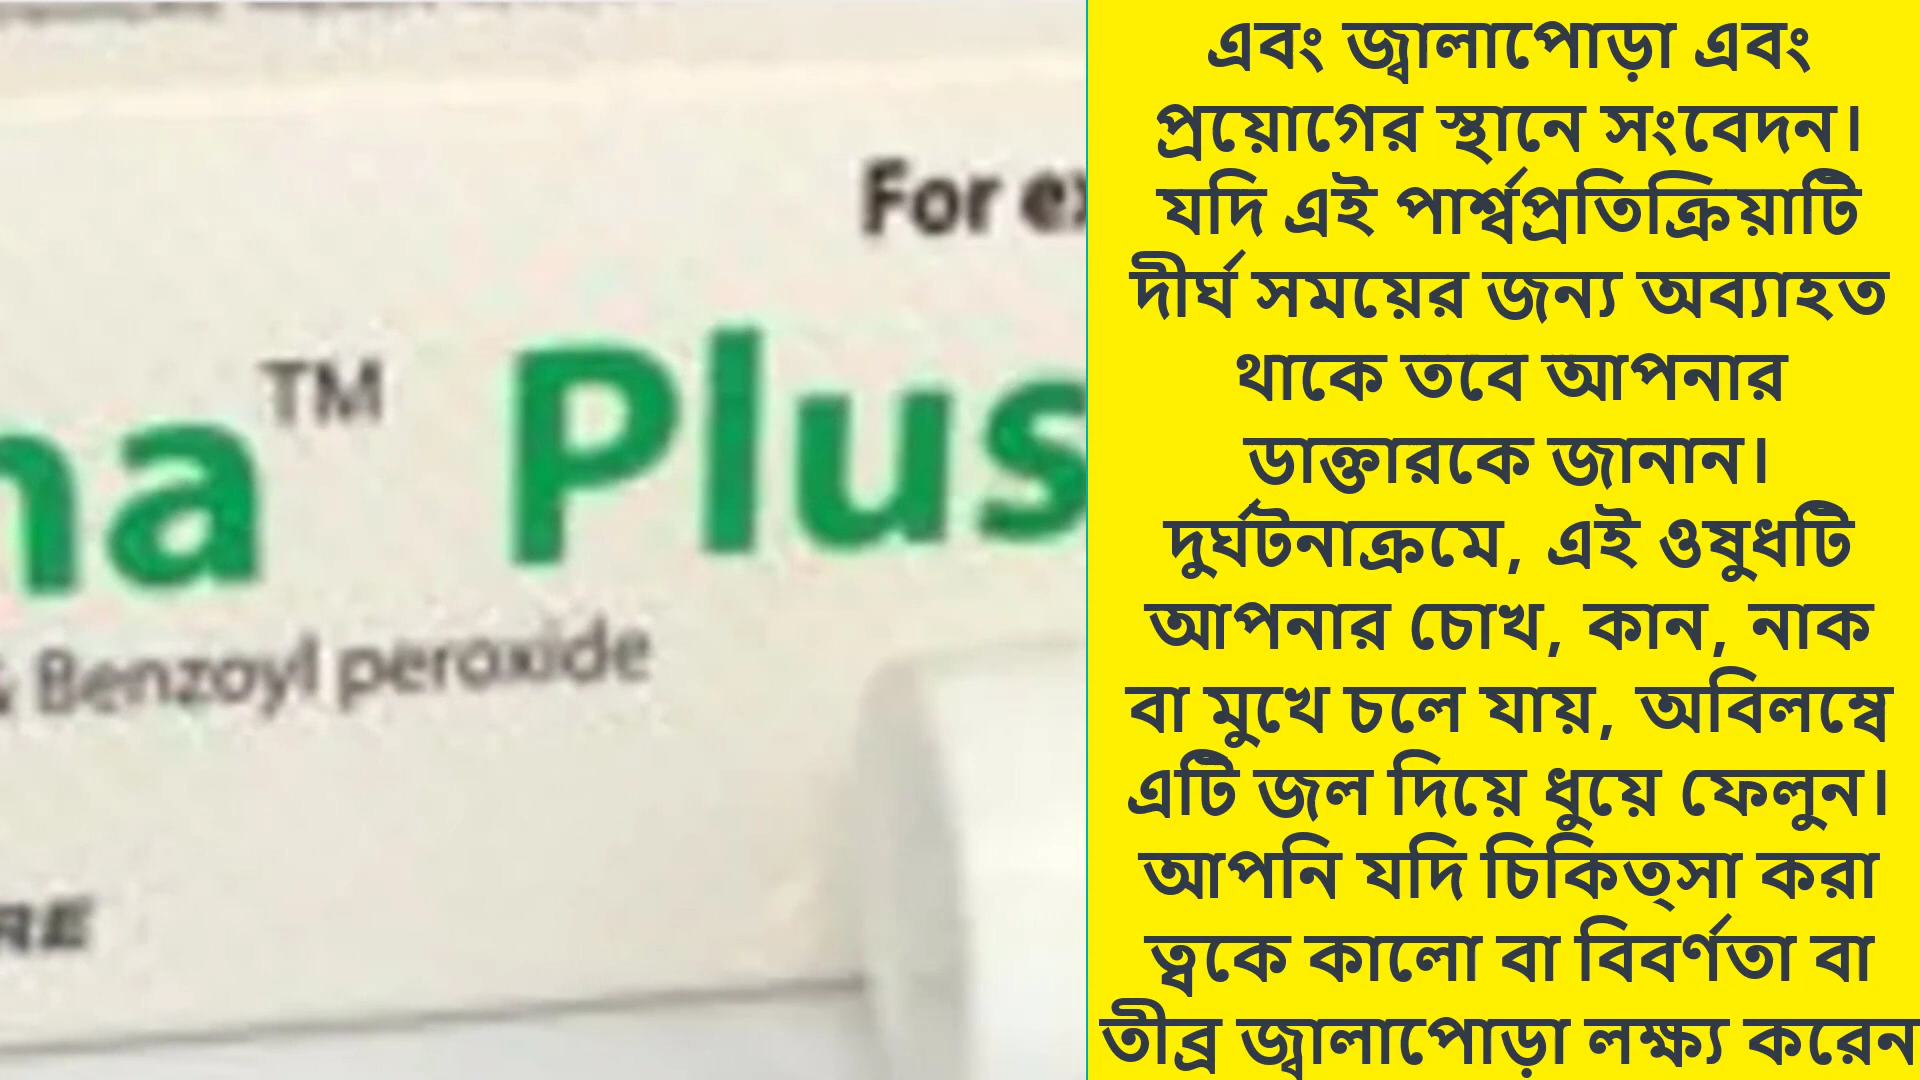 For
TM
Plus
& Benzoyl peroxide
এবং জ্বালাপোড়া এবং
প্রয়োগের স্থানে সংবেদন।
যদি এই পার্শ্বপ্রতিক্রিয়াটি
দীর্ঘ সময়ের জন্য অব্যাহত
থাকে তবে আপনার
ডাক্তারকে জানান।
দুর্ঘটনাক্রমে, এই ওষুধটি
আপনার চোখ, কান, নাক
বা মুখে চলে যায়, অবিলম্বে
এটি জল দিয়ে ধুয়ে ফেলুন।
আপনি যদি চিকিত্সা করা
ত্বকে কালো বা বিবর্ণতা বা
তীব্র জ্বালাপোড়া লক্ষ্য করেন